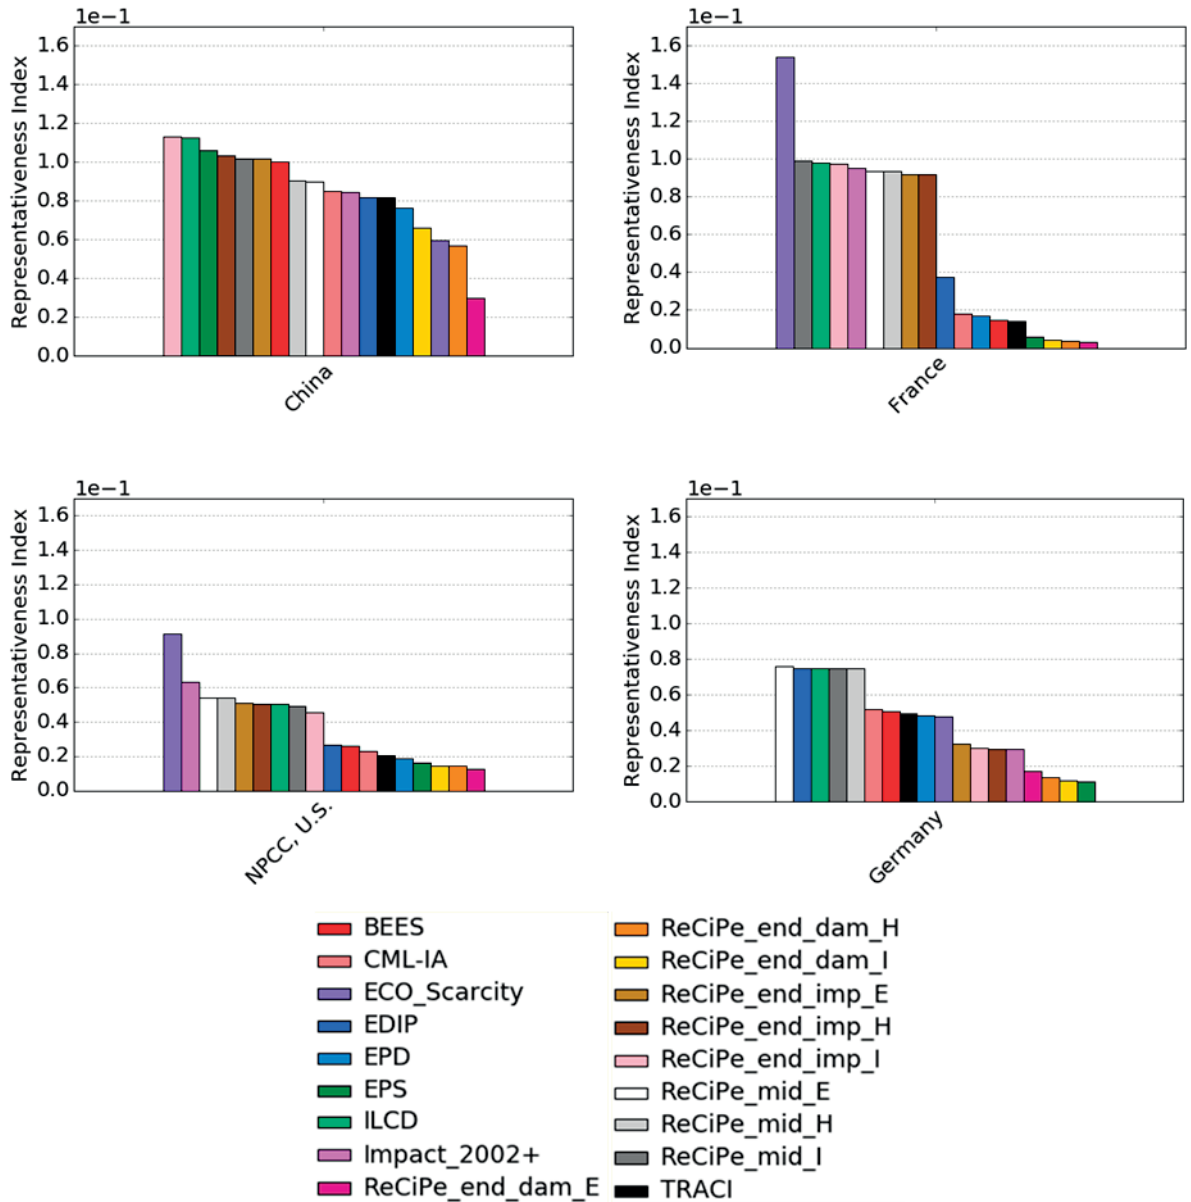 1e−1
Representativeness Index
1.6
1.4
1.2
1.0
0.8
0.6
0.4
0.2
0.0
China
1e−1
Representativeness Index
1.6
1.4
1.2
1.0
0.8
0.6
0.4
0.2
0.0
France
1e−1
Representativeness Index
1.6
1.4
1.2
1.0
0.8
0.6
0.4
0.2
0.0
NPCC, U.S.
1e−1
Representativeness Index
1.6
1.4
1.2
1.0
0.8
0.6
0.4
0.2
0.0
Germany
BEES
CML-IA
ECO_Scarcity
EDIP
EPD
EPS
ILCD
Impact_2002+
ReCiPe_end_dam_E
ReCiPe_end_dam_H
ReCiPe_end_dam_I
ReCiPe_end_imp_E
ReCiPe_end_imp_H
ReCiPe_end_imp_I
ReCiPe_mid_E
ReCiPe_mid_H
ReCiPe_mid_I
TRACI